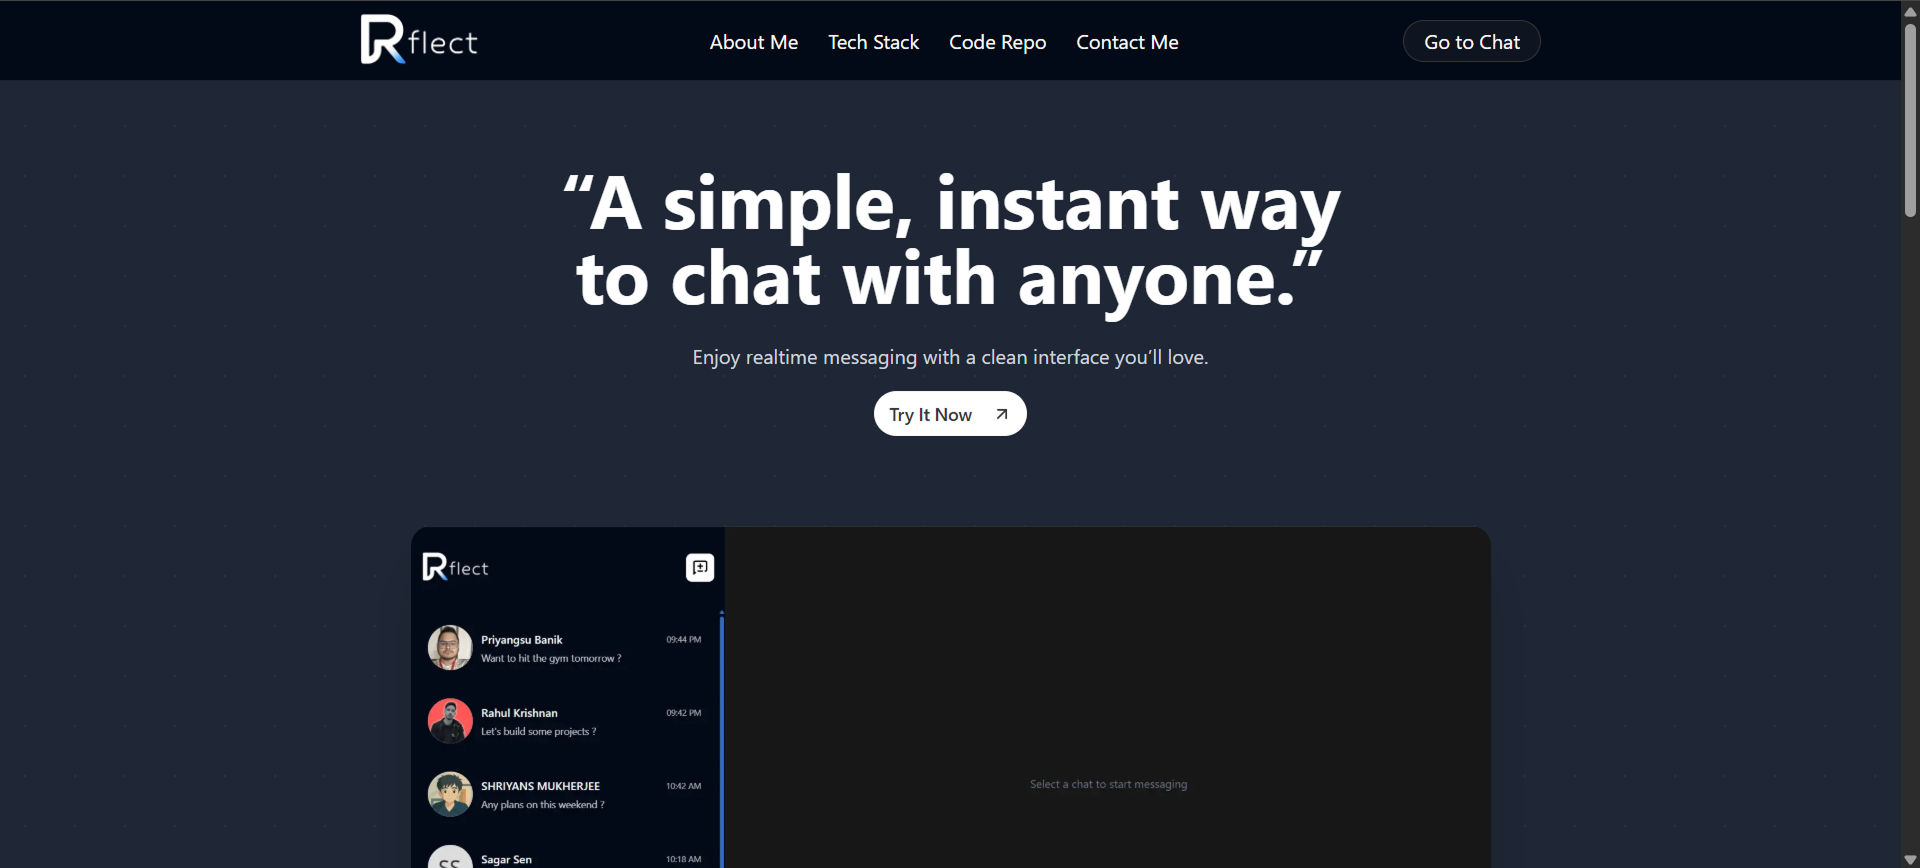 Rflect
About Me
Tech Stack
Code Repo
Contact Me
Go to Chat
“A simple, instant way
to chat with anyone.”
Enjoy realtime messaging with a clean interface you’ll love.
Try It Now
Rflect
Priyangsu Banik
09:44 PM
Want to hit the gym tomorrow ?
Rahul Krishnan
09:42 PM
Let's build some projects ?
SHRIYANS MUKHERJEE
10:42 AM
Any plans on this weekend ?
SS
Sagar Sen
10:18 AM
Select a chat to start messaging